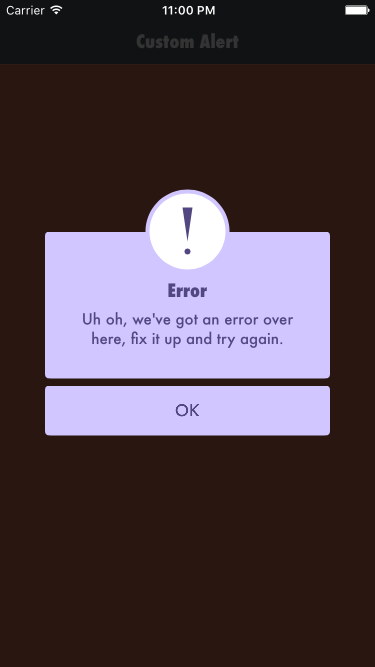 Carrier 11:00 PM
Custom Alert
!
Error
Uh oh, we've got an error over
here, fix it up and try again.
OK